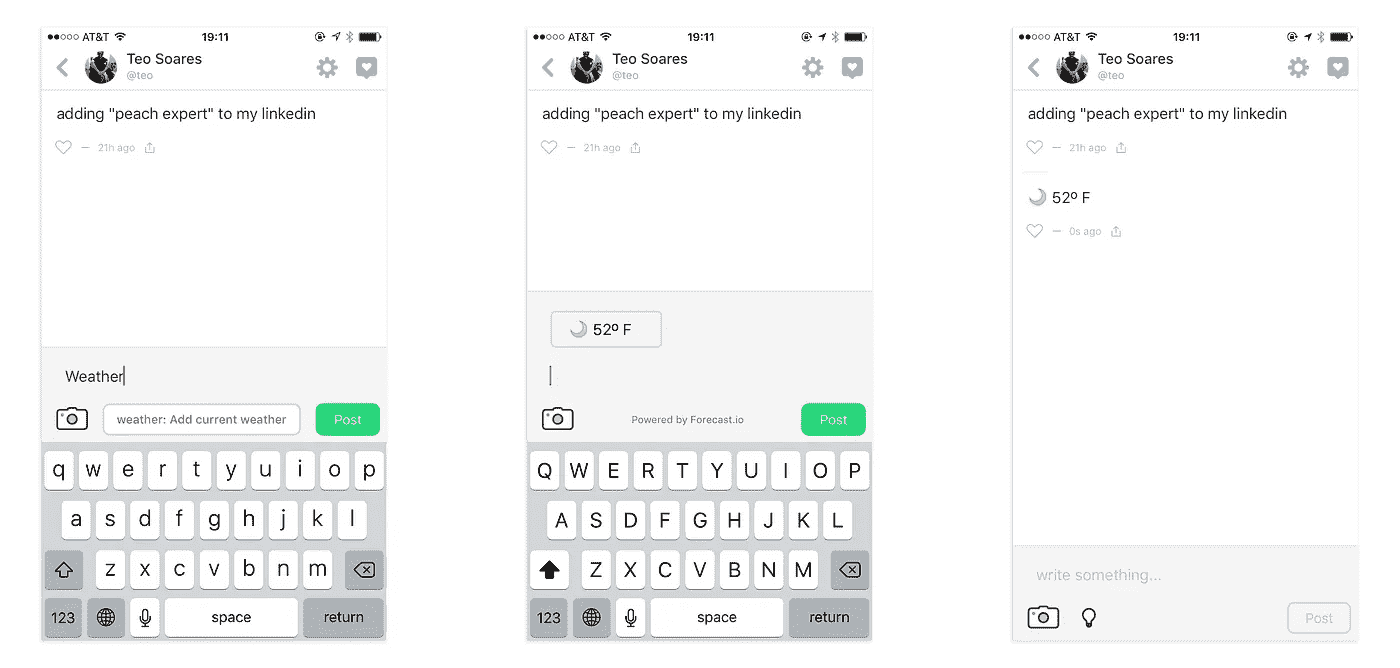 AT&T 19:11
Teo Soares
@teo
adding "peach expert" to my linkedin
— 21h ago
Weather
weather: Add current weather Post
q w e r t y u i o p
a s d f g h j k l
z x c v b n m
123 space return
AT&T 19:11
Teo Soares
@teo
adding "peach expert" to my linkedin
— 21h ago
52º F
Powered by Forecast.io Post
Q W E R T Y U I O P
A S D F G H J K L
Z X C V B N M
123 space return
AT&T 19:11
Teo Soares
@teo
adding "peach expert" to my linkedin
— 21h ago
52º F
— 0s ago
write something...
Post